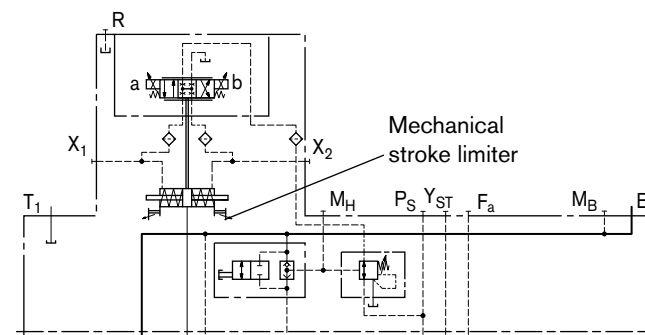 R
a b
X1 X2
Mechanical
stroke limiter
T1 MH PS YST Fa MB B